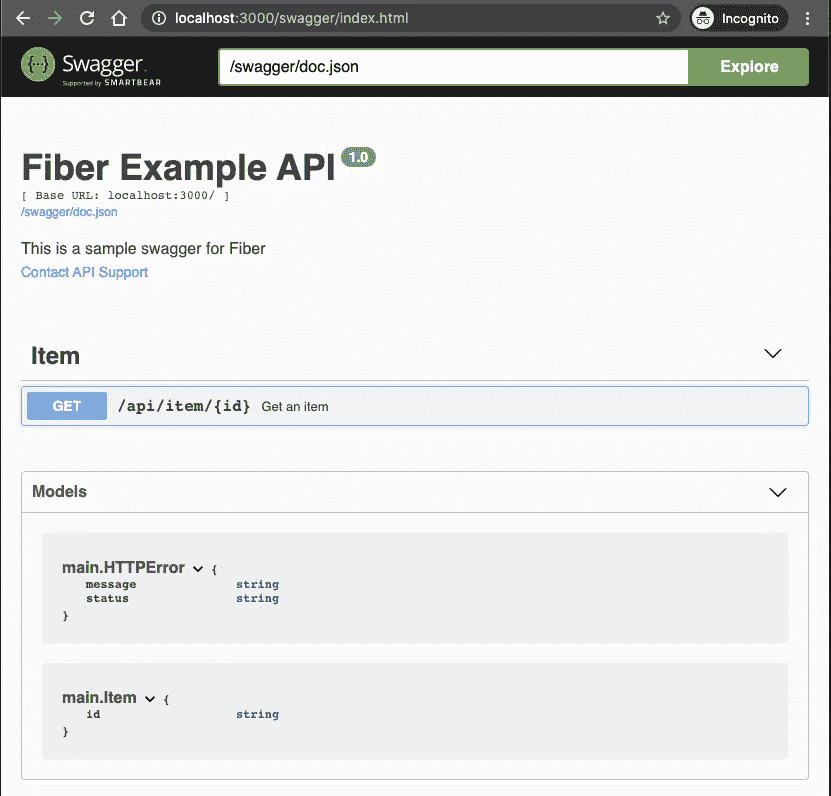 localhost:3000/swagger/index.html
Incognito
Swagger.
Supported by SMARTBEAR
/swagger/doc.json
Explore
Fiber Example API 1.0
[ Base URL: localhost:3000/ ]
/swagger/doc.json
This is a sample swagger for Fiber
Contact API Support
Item
GET /api/item/{id} Get an item
Models
main.HTTPError {
message string
status string
}
main.Item {
id string
}